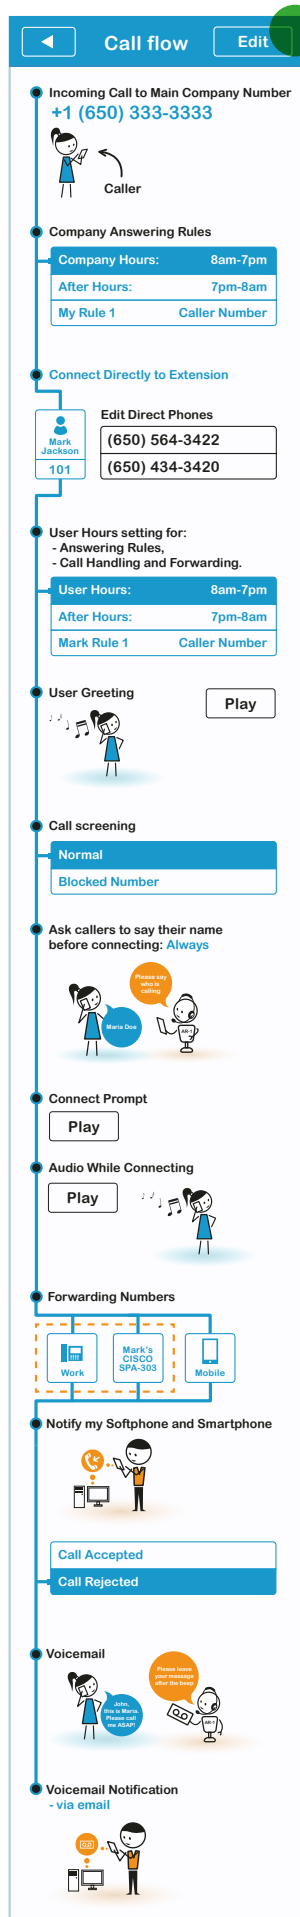 Call flow
Edit
Incoming Call to Main Company Number
+1 (650) 333-3333
Caller
Company Answering Rules
Company Hours: 8am-7pm
After Hours: 7pm-8am
My Rule 1 Caller Number
Connect Directly to Extension
Mark
Jackson
101
Edit Direct Phones
(650) 564-3422
(650) 434-3420
User Hours setting for:
- Answering Rules,
- Call Handling and Forwarding.
User Hours: 8am-7pm
After Hours: 7pm-8am
Mark Rule 1 Caller Number
User Greeting
Play
Call screening
Normal
Blocked Number
Ask callers to say their name
before connecting: Always
Please say
who is
calling
Maria Doe
AR-1
Connect Prompt
Play
Audio While Connecting
Play
Forwarding Numbers
Work
Mark's
CISCO
SPA-303
Mobile
Notify my Softphone and Smartphone
Call Accepted
Call Rejected
Voicemail
Please leave
your message
after the beep
John,
this is Maria.
Please call
me ASAP!
AR-1
Voicemail Notification
- via email